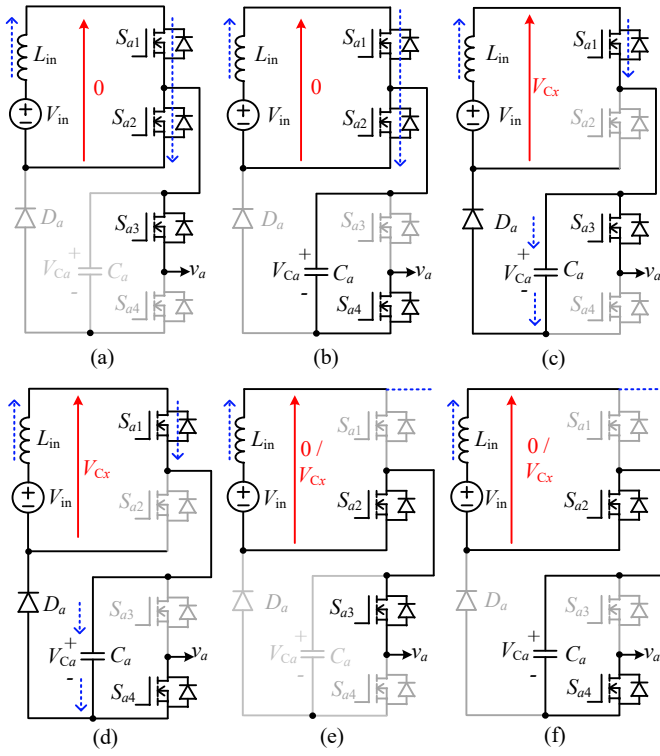 L_in
V_in
0
S_a1
S_a2
D_a
V_Ca
+
-
C_a
S_a3
v_a
S_a4
(a)
L_in
V_in
0
S_a1
S_a2
D_a
V_Ca
+
-
C_a
S_a3
v_a
S_a4
(b)
L_in
V_in
V_Cx
S_a1
S_a2
D_a
V_Ca
+
-
C_a
S_a3
v_a
S_a4
(c)
L_in
V_in
V_Cx
S_a1
S_a2
D_a
V_Ca
+
-
C_a
S_a3
v_a
S_a4
(d)
L_in
V_in
0 /
V_Cx
S_a1
S_a2
D_a
V_Ca
+
-
C_a
S_a3
v_a
S_a4
(e)
L_in
V_in
0 /
V_Cx
S_a1
S_a2
D_a
V_Ca
+
-
C_a
S_a3
v_a
S_a4
(f)